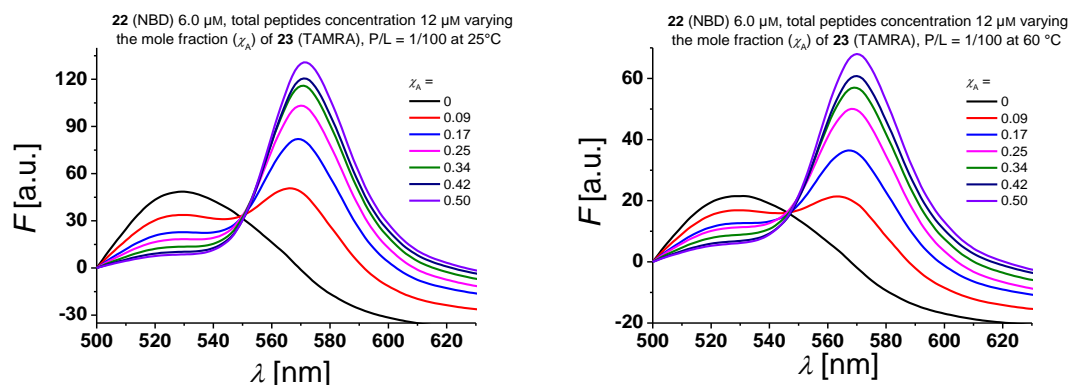 22 (NBD) 6.0 µM, total peptides concentration 12 µM varying
the mole fraction (χA) of 23 (TAMRA), P/L = 1/100 at 25°C
χA =
0
0.09
0.17
0.25
0.34
0.42
0.50
120
90
60
30
0
-30
F [a.u.]
500 520 540 560 580 600 620
λ [nm]
22 (NBD) 6.0 µM, total peptides concentration 12 µM varying
the mole fraction (χA) of 23 (TAMRA), P/L = 1/100 at 60 °C
χA =
0
0.09
0.17
0.25
0.34
0.42
0.50
60
40
20
0
-20
F [a.u.]
500 520 540 560 580 600 620
λ [nm]